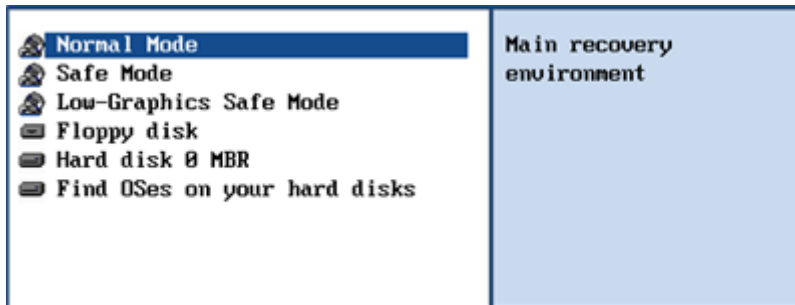 Normal Mode
Safe Mode
Low-Graphics Safe Mode
Floppy disk
Hard disk 0 MBR
Find OSes on your hard disks
Main recovery
environment